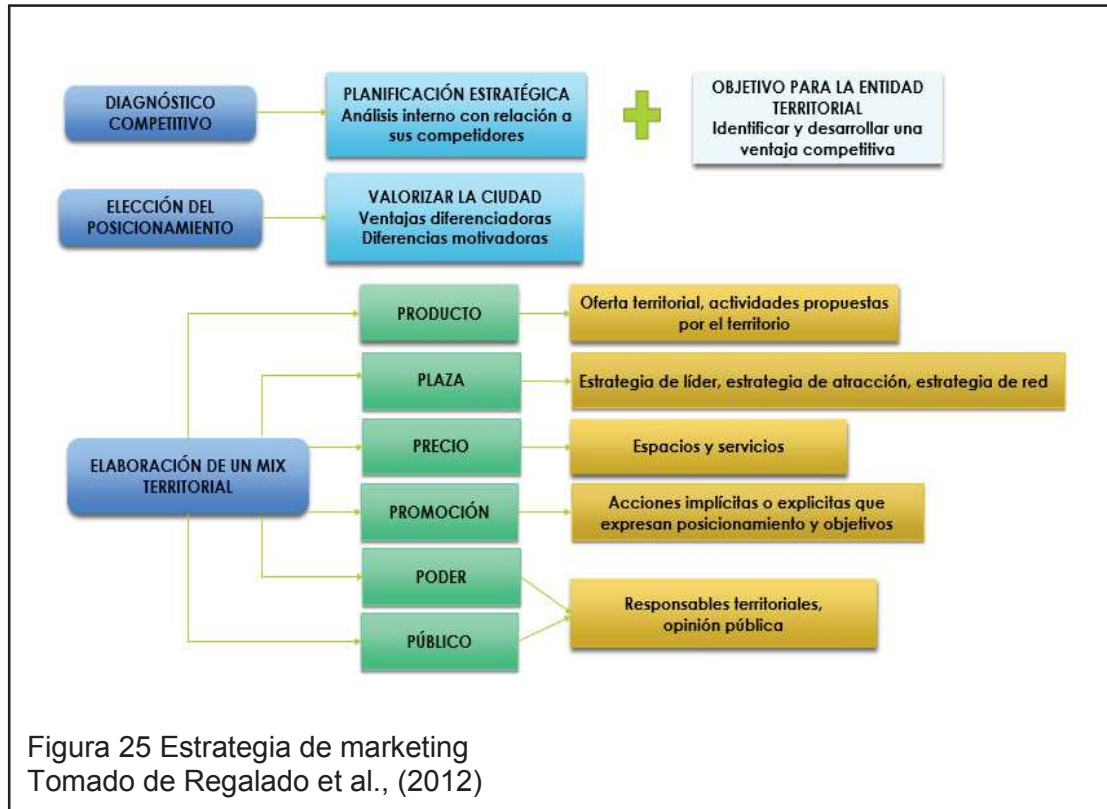 DIAGNÓSTICO
COMPETITIVO
PLANIFICACIÓN ESTRATÉGICA
Análisis interno con relación a
sus competidores
OBJETIVO PARA LA ENTIDAD
TERRITORIAL
Identificar y desarrollar una
ventaja competitiva
ELECCIÓN DEL
POSICIONAMIENTO
VALORIZAR LA CIUDAD
Ventajas diferenciadoras
Diferencias motivadoras
ELABORACIÓN DE UN MIX
TERRITORIAL
PRODUCTO
Oferta territorial, actividades propuestas
por el territorio
PLAZA
Estrategia de líder, estrategia de atracción, estrategia de red
PRECIO
Espacios y servicios
PROMOCIÓN
Acciones implícitas o explicitas que
expresan posicionamiento y objetivos
PODER
PÚBLICO
Responsables territoriales,
opinión pública
Figura 25 Estrategia de marketing
Tomado de Regalado et al., (2012)